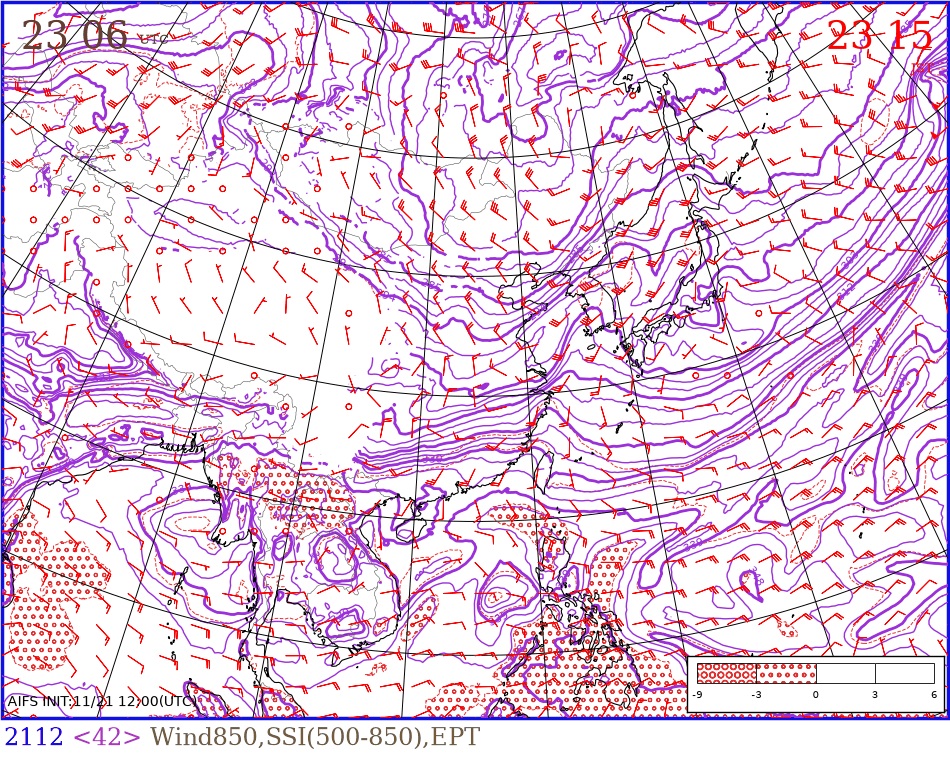 23 06 UTC
23 15
JST
AIFS INIT:11/21 12:00(UTC)
-9 -3 0 3 6
2112 <42> Wind850,SSI(500-850),EPT